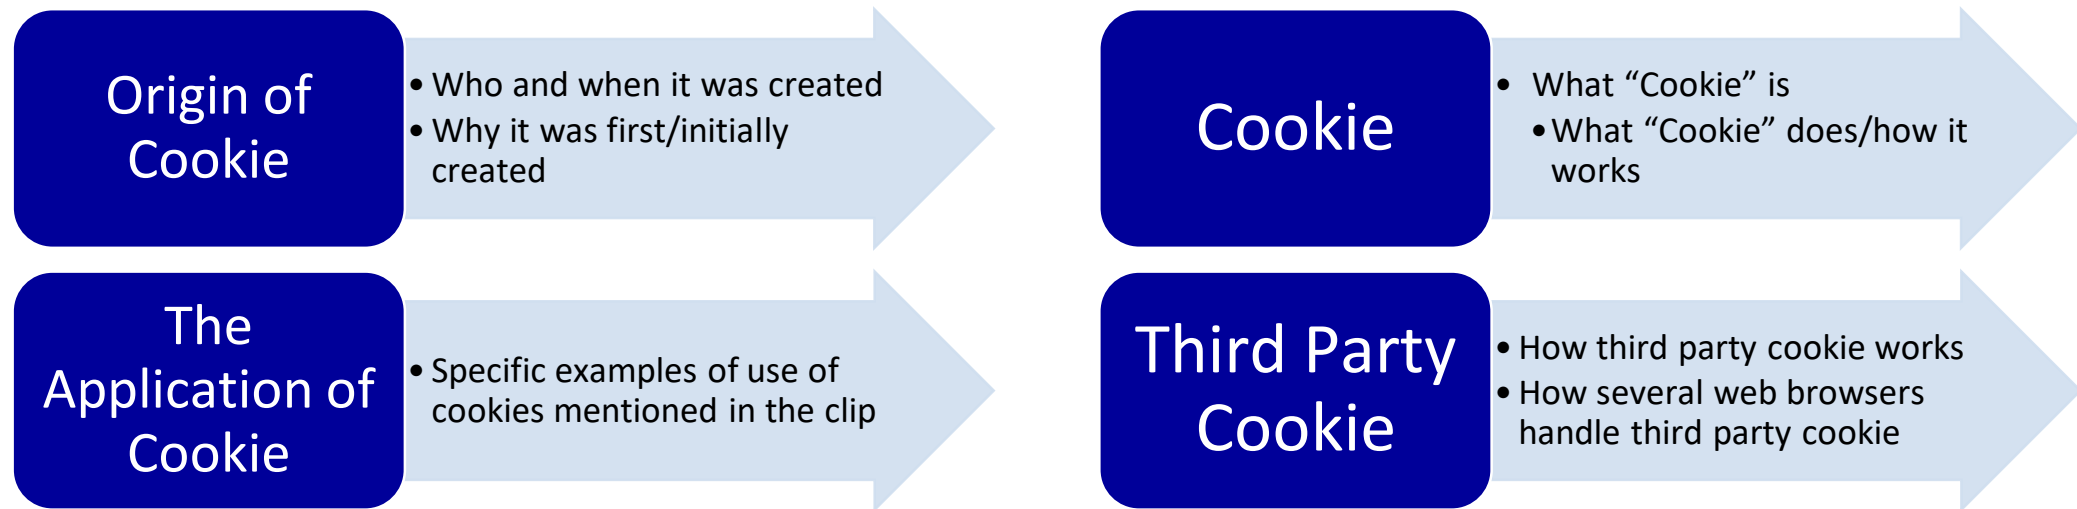 Origin of
Cookie
• Who and when it was created
• Why it was first/initially
created
Cookie
• What “Cookie” is
• What “Cookie” does/how it
works
The
Application of
Cookie
• Specific examples of use of
cookies mentioned in the clip
Third Party
Cookie
• How third party cookie works
• How several web browsers
handle third party cookie